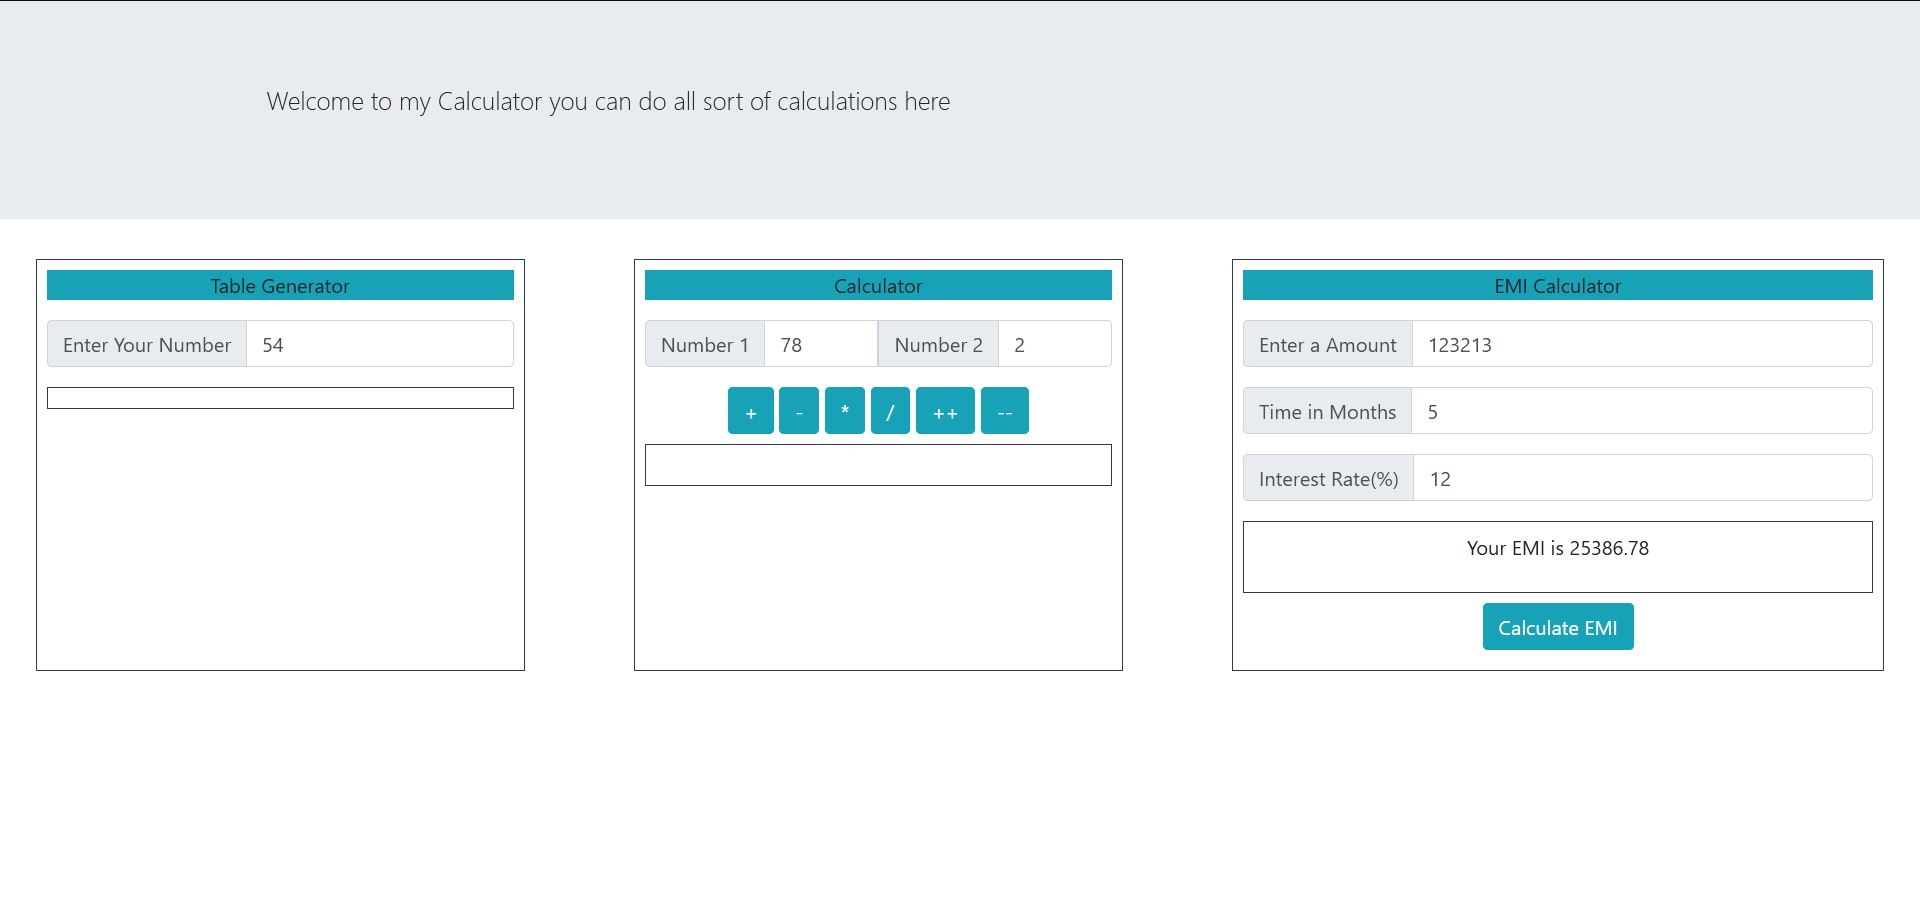 Welcome to my Calculator you can do all sort of calculations here
Table Generator
Enter Your Number 54
Calculator
Number 1 78 Number 2 2
+ - * / ++ --
EMI Calculator
Enter a Amount 123213
Time in Months 5
Interest Rate(%) 12
Your EMI is 25386.78
Calculate EMI